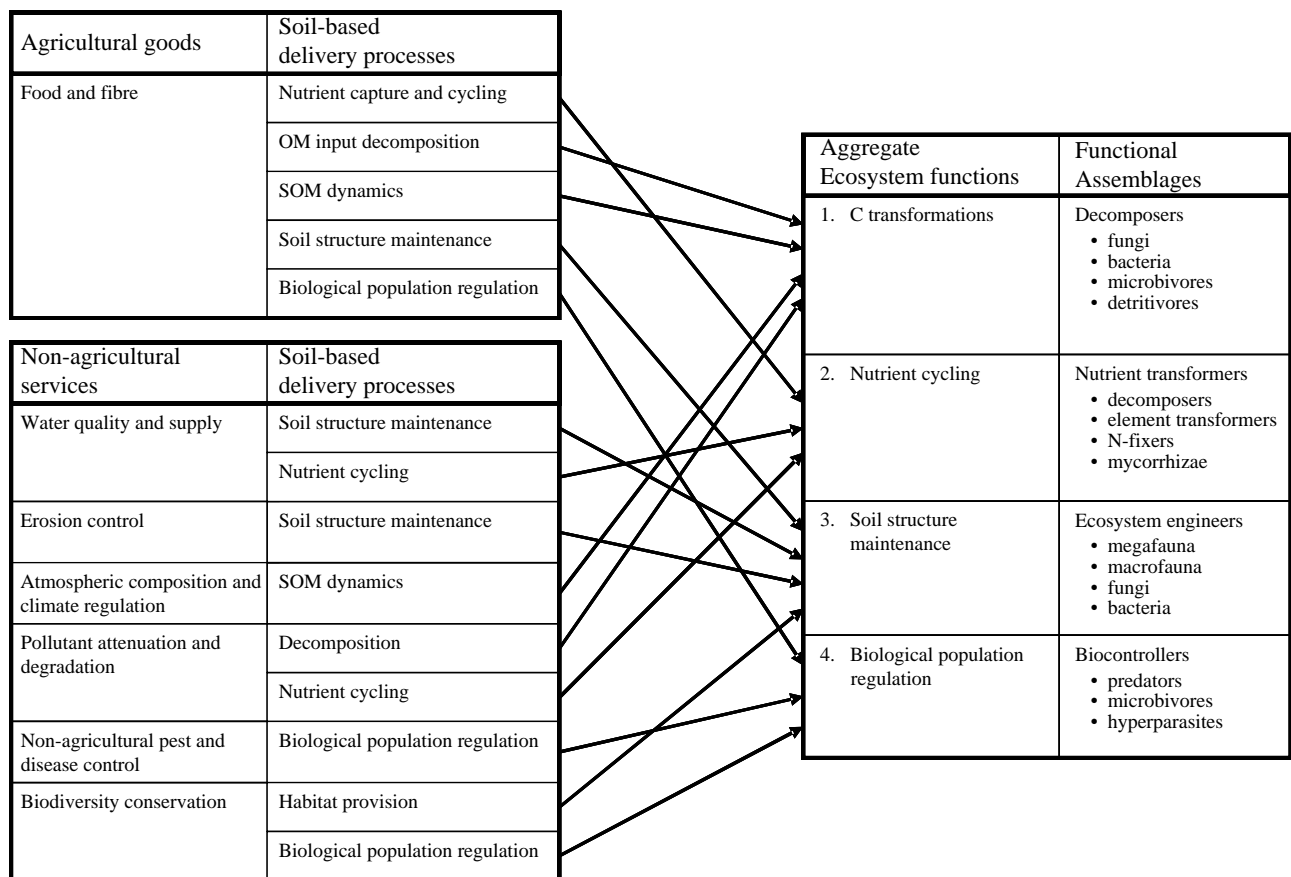 Agricultural goods
Soil-based
delivery processes
Food and fibre
Nutrient capture and cycling
OM input decomposition
SOM dynamics
Soil structure maintenance
Biological population regulation
Non-agricultural
services
Soil-based
delivery processes
Water quality and supply
Soil structure maintenance
Nutrient cycling
Erosion control
Soil structure maintenance
Atmospheric composition and
climate regulation
SOM dynamics
Pollutant attenuation and
degradation
Decomposition
Nutrient cycling
Non-agricultural pest and
disease control
Biological population regulation
Biodiversity conservation
Habitat provision
Biological population regulation
Aggregate
Ecosystem functions
Functional
Assemblages
1. C transformations
Decomposers
• fungi
• bacteria
• microbivores
• detritivores
2. Nutrient cycling
Nutrient transformers
• decomposers
• element transformers
• N-fixers
• mycorrhizae
3. Soil structure
maintenance
Ecosystem engineers
• megafauna
• macrofauna
• fungi
• bacteria
4. Biological population
regulation
Biocontrollers
• predators
• microbivores
• hyperparasites